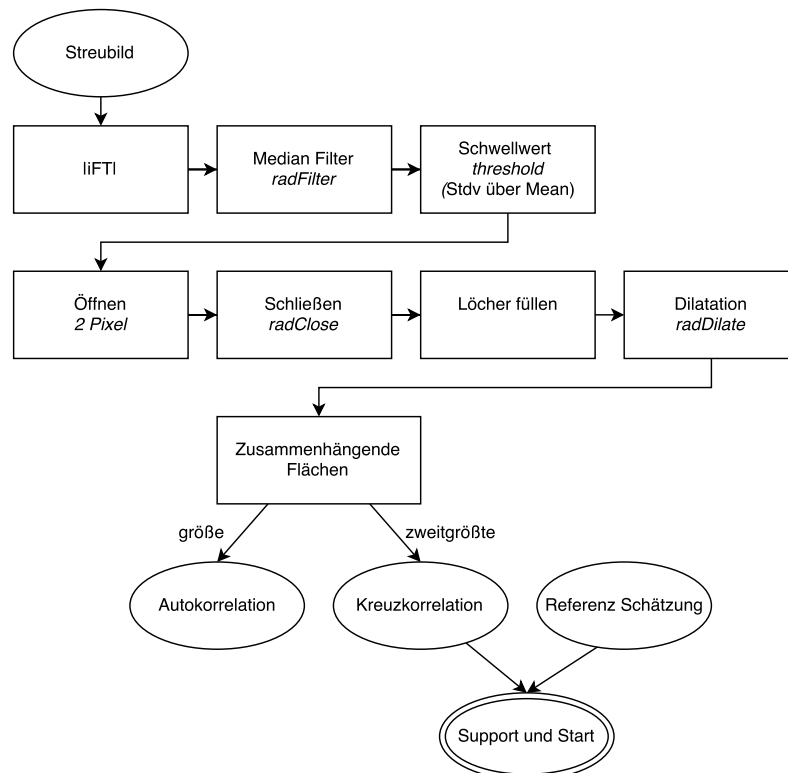 Streubild
|iFT|
Median Filter
radFilter
Schwellwert
threshold
(Stdv über Mean)
Öffnen
2 Pixel
Schließen
radClose
Löcher füllen
Dilatation
radDilate
Zusammenhängende
Flächen
größe
zweitgrößte
Autokorrelation
Kreuzkorrelation
Referenz Schätzung
Support und Start